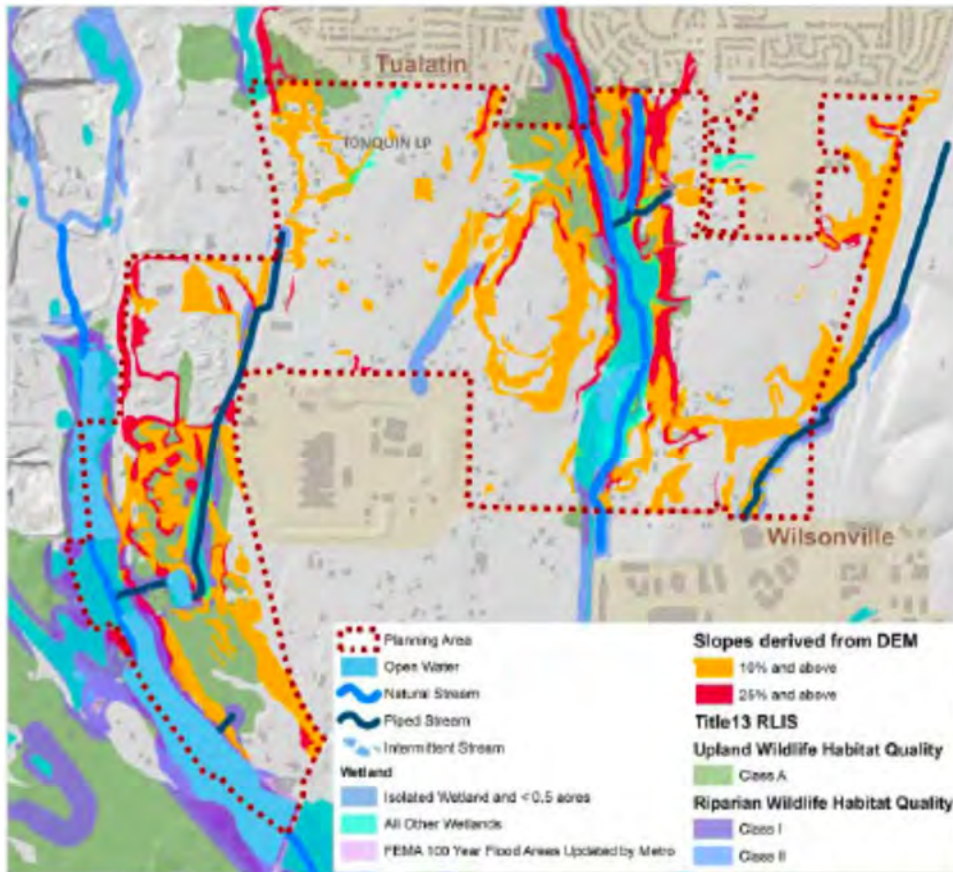 Tualatin
TONQUIN LP
Wilsonville
Planning Area
Open Water
Natural Stream
Piped Stream
Intermittent Stream
Wetland
Isolated Wetland and <0.5 acres
All Other Wetlands
FEMA 100 Year Flood Areas Updated by Metro
Slopes derived from DEM
10% and above
25% and above
Title13 RLIS
Upland Wildlife Habitat Quality
Class A
Riparian Wildlife Habitat Quality
Class I
Class II